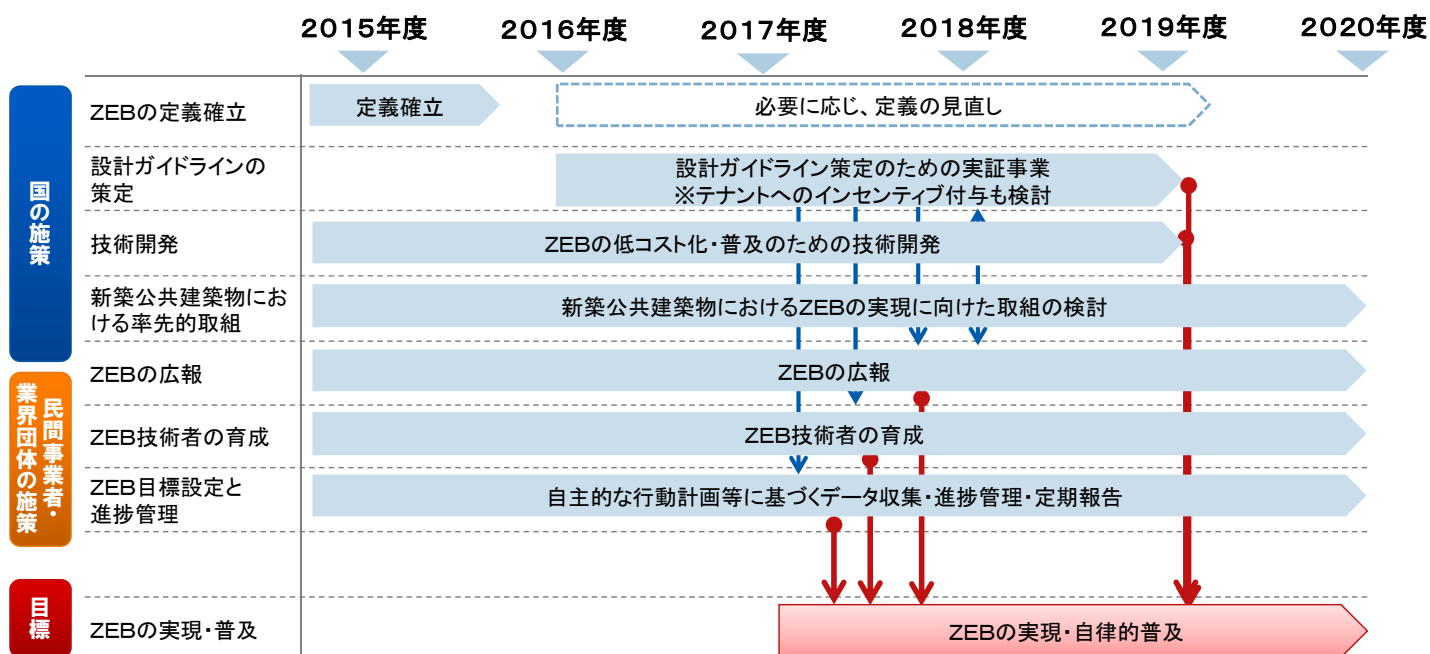 2015年度
2016年度
2017年度
2018年度
2019年度
2020年度
国の施策
ZEBの定義確立
定義確立
必要に応じ、定義の見直し
設計ガイドラインの
策定
設計ガイドライン策定のための実証事業
※テナントへのインセンティブ付与も検討
技術開発
ZEBの低コスト化・普及のための技術開発
新築公共建築物にお
ける率先的取組
新築公共建築物におけるZEBの実現に向けた取組の検討
ZEBの広報
ZEBの広報
民間事業者・
業界団体の施策
ZEB技術者の育成
ZEB技術者の育成
ZEB目標設定と
進捗管理
自主的な行動計画等に基づくデータ収集・進捗管理・定期報告
目標
ZEBの実現・普及
ZEBの実現・自律的普及